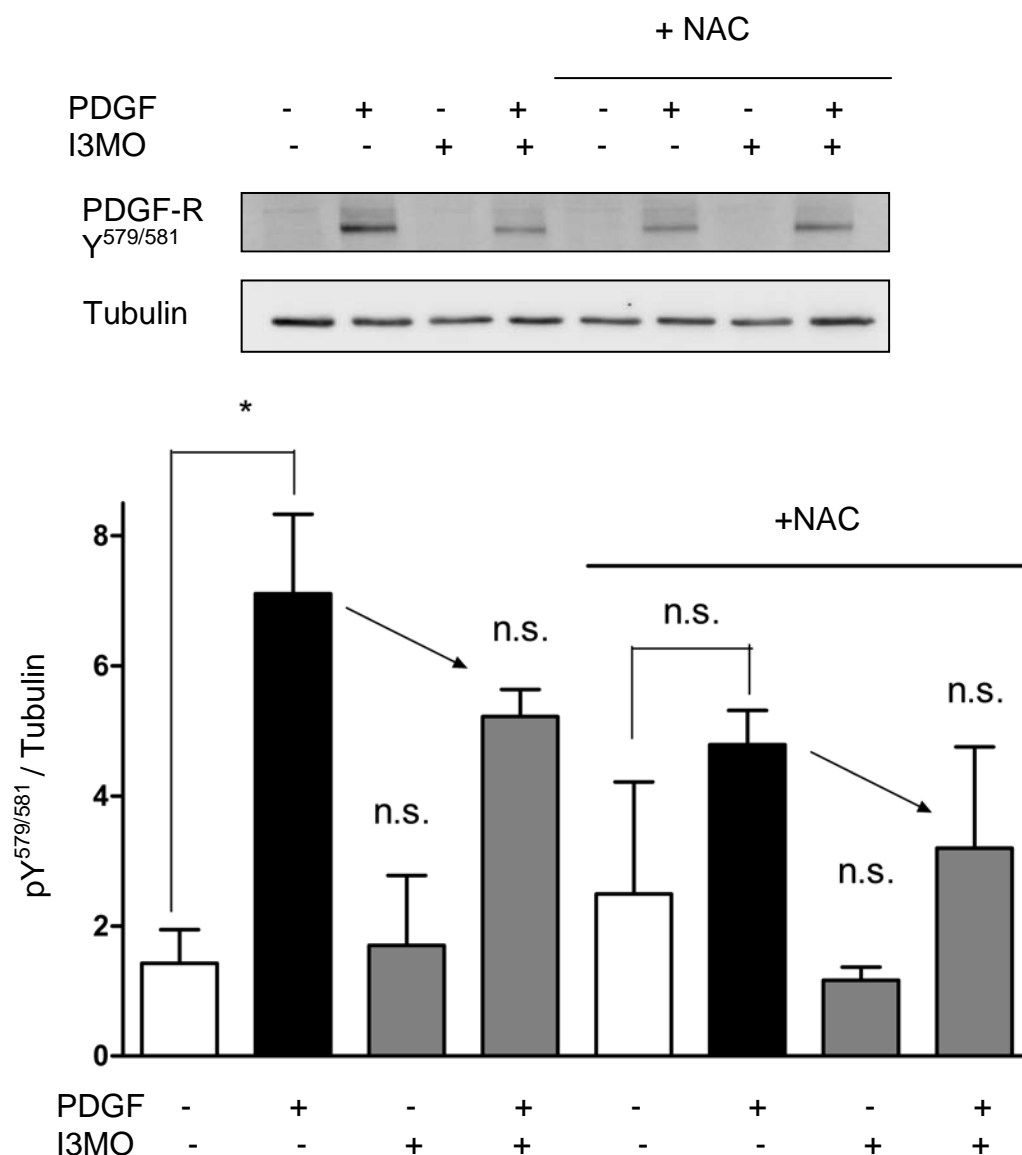 + NAC
PDGF - + - + - + - +
I3MO - - + + - - + +
PDGF-R
Y579/581
Tubulin
*
+NAC
8
n.s. n.s.
6
n.s.
4
n.s.
n.s.
2
0
pY579/581 / Tubulin
PDGF - + - + - + - +
I3MO - - + + - - + +